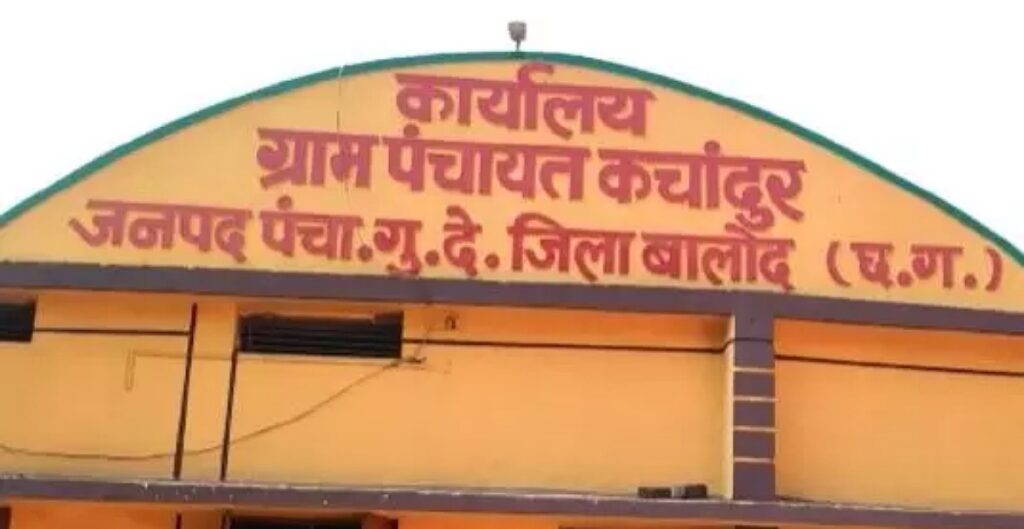 कार्यालय
ग्राम पंचायत कचांदुर
जनपद पंचा.गु.दे. जिला बालोद (छ.ग.)